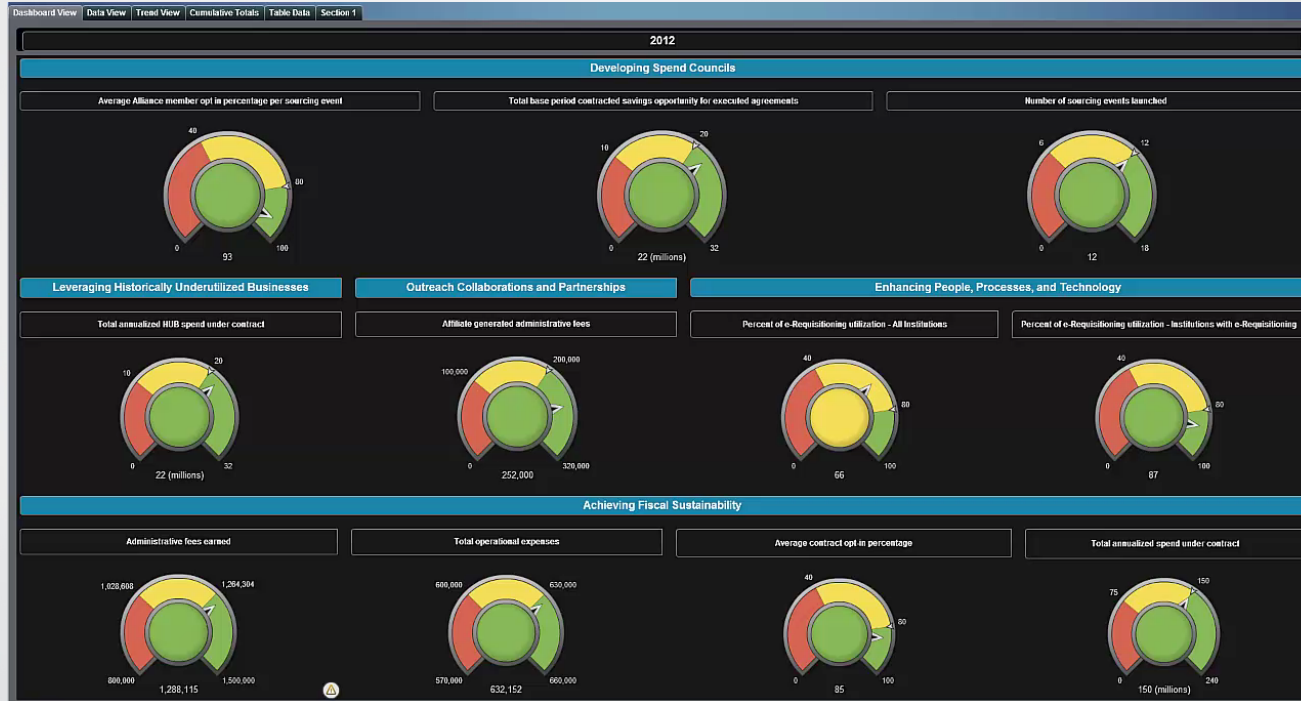 Dashboard View Data View Trend View Cumulative Totals Table Data Section 1
2012
Developing Spend Councils
Average Alliance member opt in percentage per sourcing event
Total base period contracted savings opportunity for executed agreements
Number of sourcing events launched
40
80
0
100
93
10
20
0
32
22 (millions)
6
12
0
18
12
Leveraging Historically Underutilized Businesses
Outreach Collaborations and Partnerships
Enhancing People, Processes, and Technology
Total annualized HUB spend under contract
Affiliate generated administrative fees
Percent of e-Requisitioning utilization - All Institutions
Percent of e-Requisitioning utilization - Institutions with e-Requisitioning
10
20
0
32
22 (millions)
100,000
200,000
0
320,000
252,000
40
80
0
100
66
40
80
0
100
87
Achieving Fiscal Sustainability
Administrative fees earned
Total operational expenses
Average contract opt-in percentage
Total annualized spend under contract
1,028,608
1,264,304
800,000
1,500,000
1,288,115
600,000
630,000
570,000
660,000
632,152
40
80
0
100
85
75
150
0
240
150 (millions)